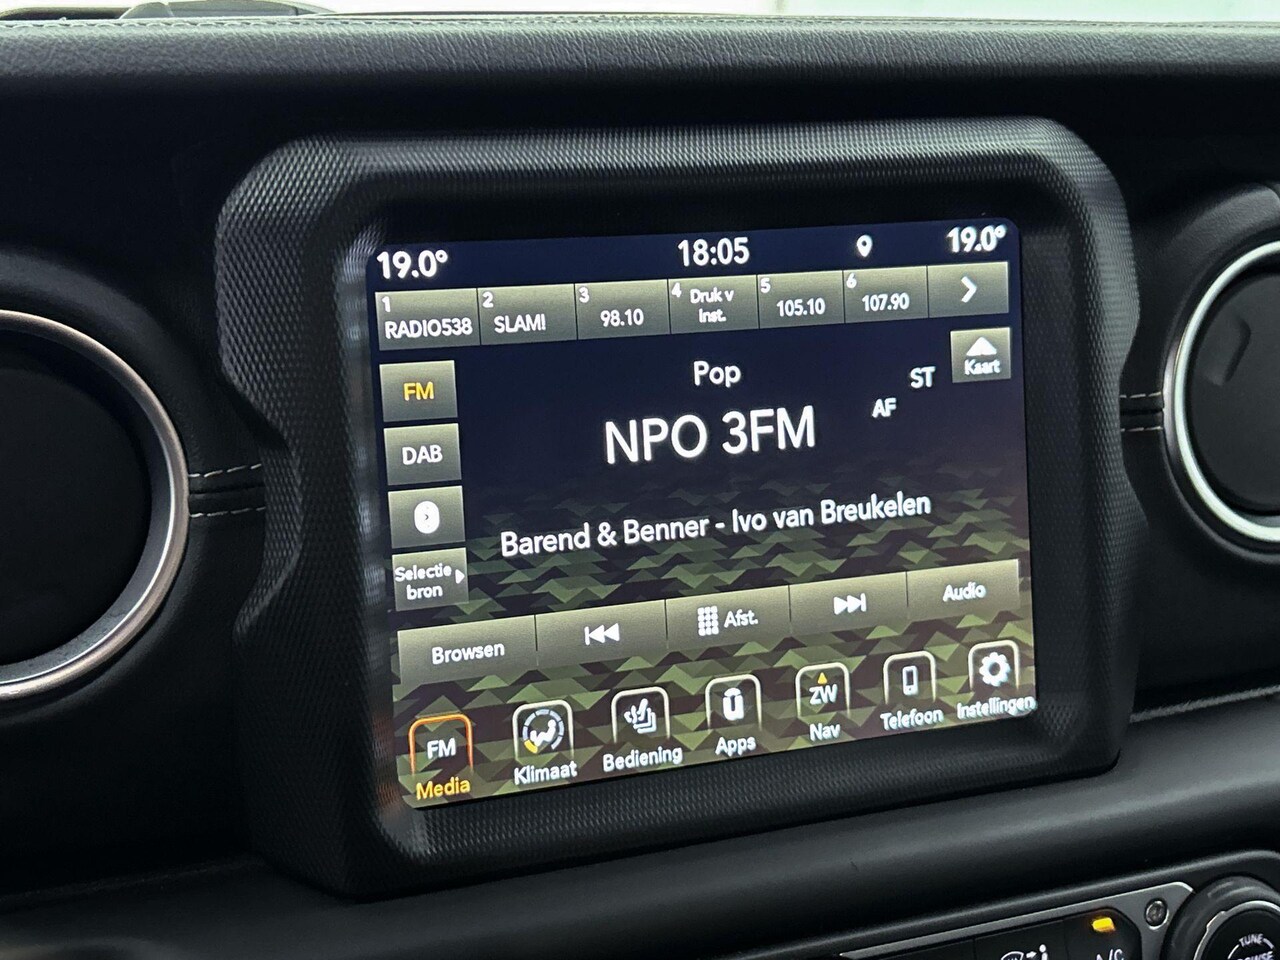 19.0° 18:05 19.0°
1 RADIO538 2 SLAM! 3 98.10 4 Druk v Inst. 5 105.10 6 107.90
Pop
ST
Kaart
FM
AF
NPO 3FM
DAB
Barend & Benner - Ivo van Breukelen
Selectie bron
Browsen Afst. Audio
FM ZW
Media Klimaat Bediening Apps Nav Telefoon Instellingen
TUNE
A/C